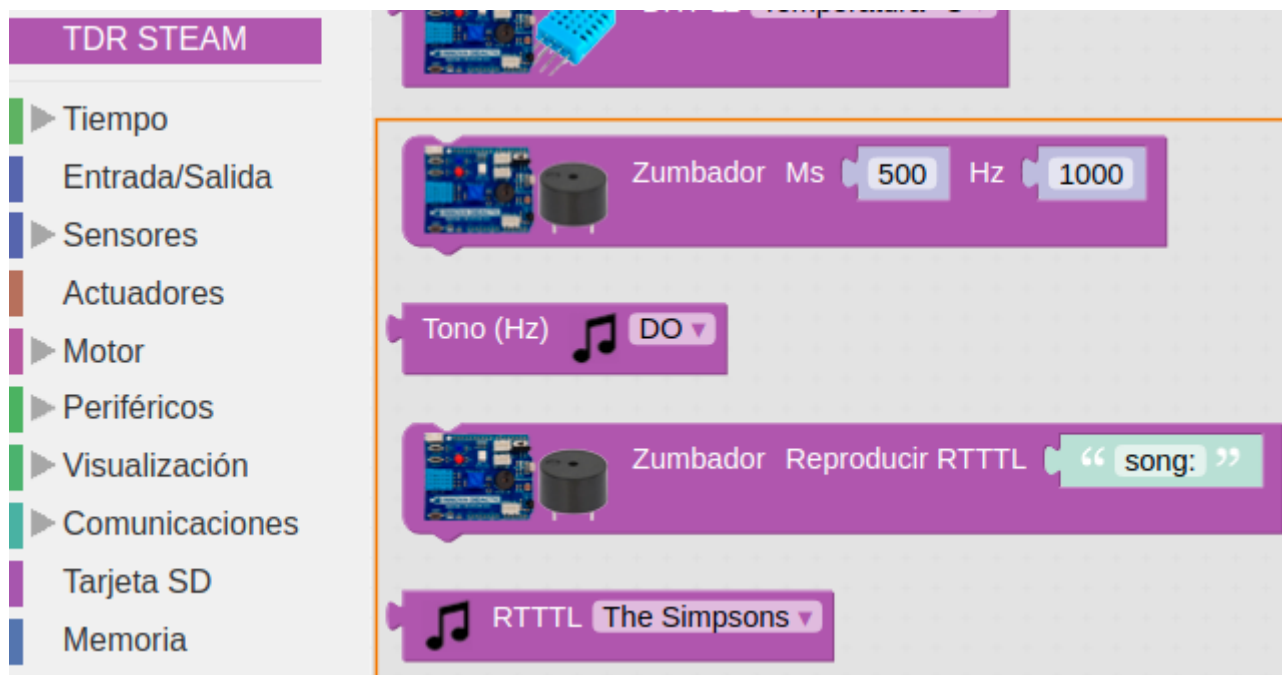 TDR STEAM
Tiempo
Entrada/Salida
Sensores
Actuadores
Motor
Periféricos
Visualización
Comunicaciones
Tarjeta SD
Memoria
Zumbador Ms 500 Hz 1000
Tono (Hz) DO
Zumbador Reproducir RTTTL “ song: ”
RTTTL The Simpsons